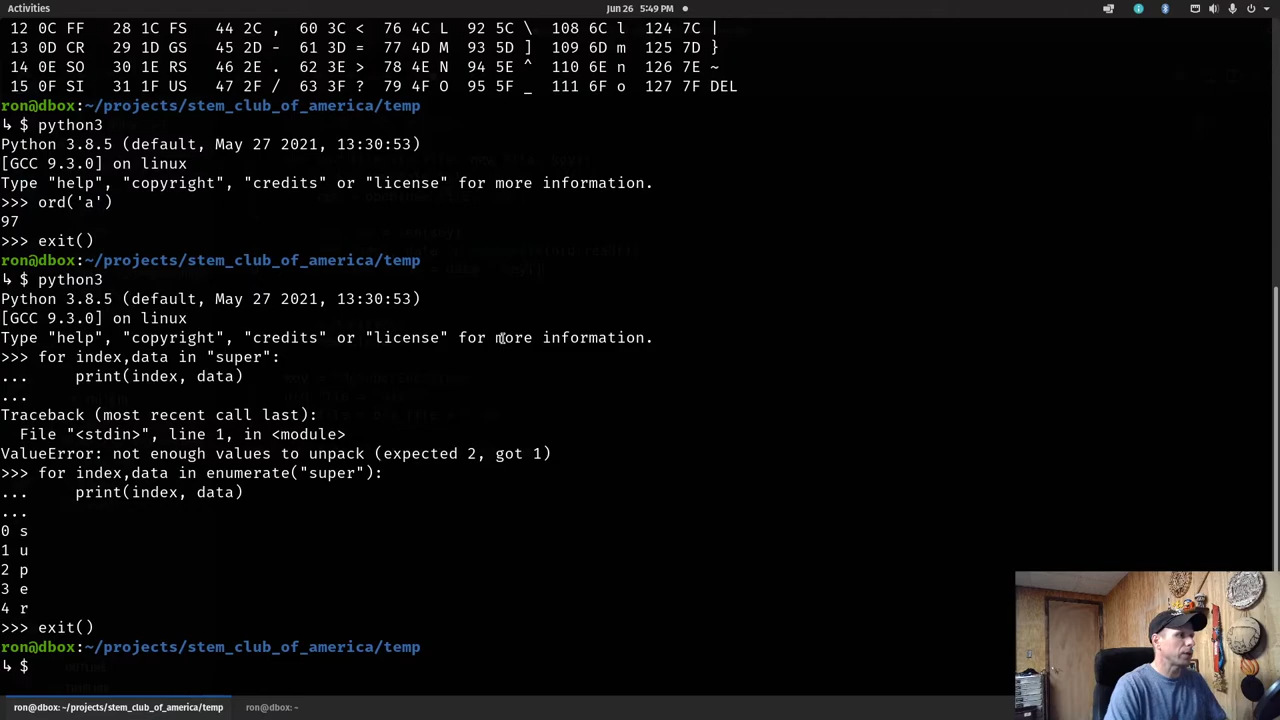 Activities
Jun 26 5:49 PM
12 0C FF 28 1C FS 44 2C , 60 3C < 76 4C L 92 5C \ 108 6C l 124 7C |
13 0D CR 29 1D GS 45 2D - 61 3D = 77 4D M 93 5D ] 109 6D m 125 7D }
14 0E SO 30 1E RS 46 2E . 62 3E > 78 4E N 94 5E ^ 110 6E n 126 7E ~
15 0F SI 31 1F US 47 2F / 63 3F ? 79 4F O 95 5F _ 111 6F o 127 7F DEL
ron@dbox:~/projects/stem_club_of_america/temp
↳ $ python3
Python 3.8.5 (default, May 27 2021, 13:30:53)
[GCC 9.3.0] on linux
Type "help", "copyright", "credits" or "license" for more information.
>>> ord('a')
97
>>> exit()
ron@dbox:~/projects/stem_club_of_america/temp
↳ $ python3
Python 3.8.5 (default, May 27 2021, 13:30:53)
[GCC 9.3.0] on linux
Type "help", "copyright", "credits" or "license" for more information.
>>> for index,data in "super":
...     print(index, data)
...
Traceback (most recent call last):
  File "<stdin>", line 1, in <module>
ValueError: not enough values to unpack (expected 2, got 1)
>>> for index,data in enumerate("super"):
...     print(index, data)
...
0 s
1 u
2 p
3 e
4 r
>>> exit()
ron@dbox:~/projects/stem_club_of_america/temp
↳ $
ron@dbox: ~/projects/stem_club_of_america/temp
ron@dbox: ~